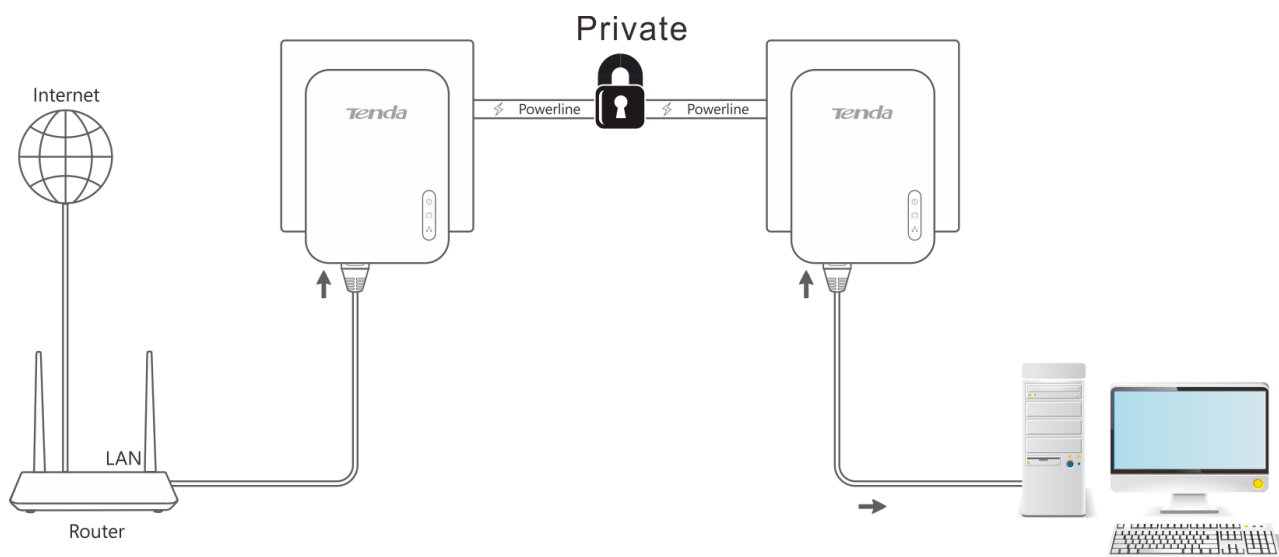 Private
Internet
Tenda
Powerline
Powerline
Tenda
LAN
Router